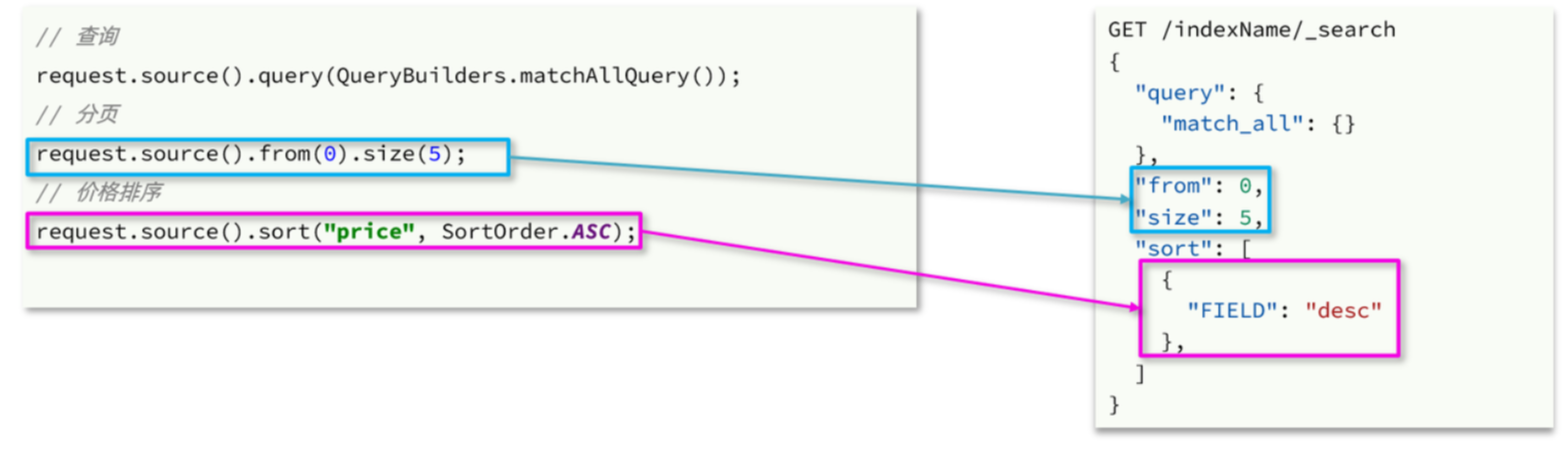 // 查询
request.source().query(QueryBuilders.matchAllQuery());
// 分页
request.source().from(0).size(5);
// 价格排序
request.source().sort("price", SortOrder.ASC);
GET /indexName/_search
{
"query": {
"match_all": {}
},
"from": 0,
"size": 5,
"sort": [
{
"FIELD": "desc"
},
]
}